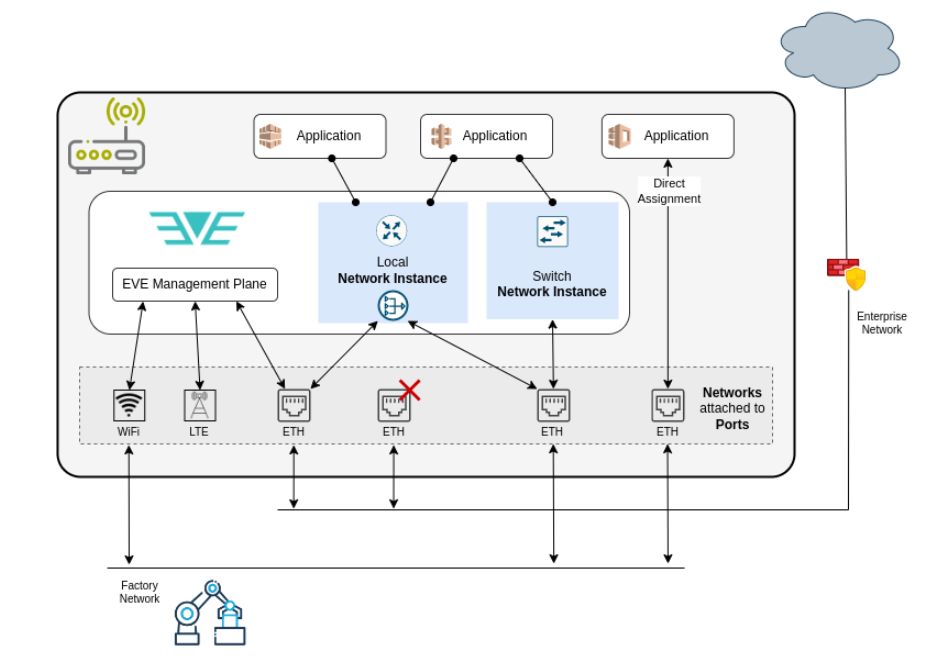 Application
Application
Application
Direct
Assignment
EVE
EVE Management Plane
Local
Network Instance
Switch
Network Instance
Enterprise
Network
WiFi
LTE
ETH
ETH
ETH
ETH
Networks
attached to
Ports
Factory
Network